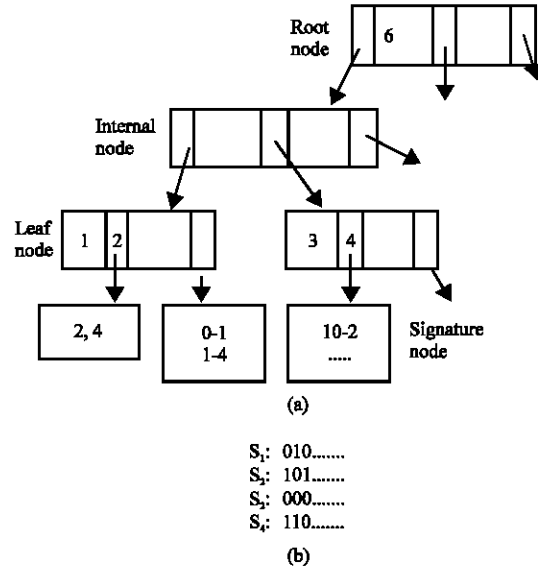 Root
node
6
Internal
node
Leaf
node
1 2
3 4
2, 4
0-1
1-4
10-2
.....
Signature
node
(a)
S₁: 010.......
S₂: 101.......
S₃: 000.......
S₄: 110.......
(b)